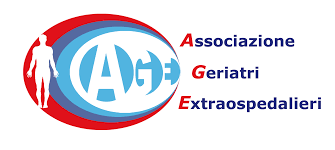 AGE
Associazione
Geriatri
Extraospedalieri